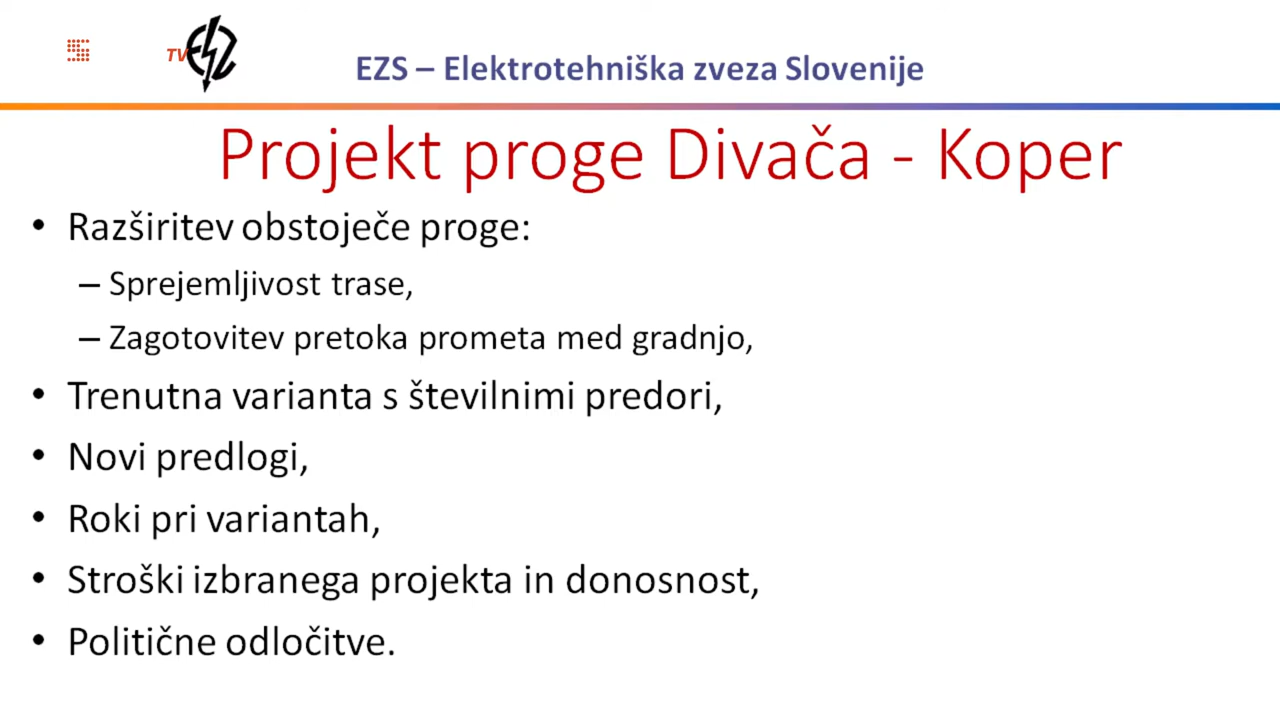 TV
EZS – Elektrotehniška zveza Slovenije
Projekt proge Divača - Koper
• Razširitev obstoječe proge:
– Sprejemljivost trase,
– Zagotovitev pretoka prometa med gradnjo,
• Trenutna varianta s številnimi predori,
• Novi predlogi,
• Roki pri variantah,
• Stroški izbranega projekta in donosnost,
• Politične odločitve.